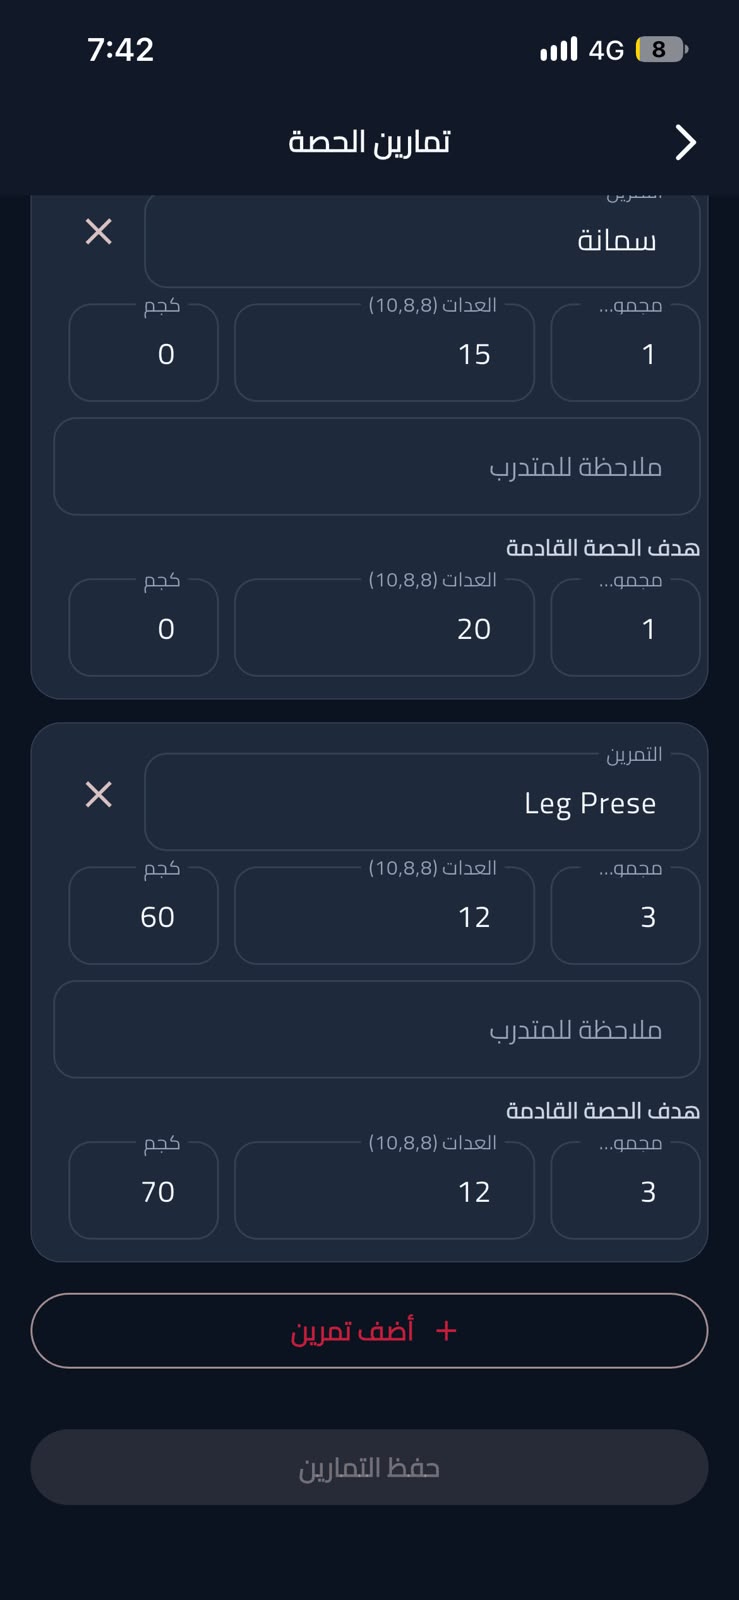 7:42
4G
8
تمارين الحصة
التمرين
سمانة
مجمو... العدات (10,8,8) كجم
1 15 0
ملاحظة للمتدرب
هدف الحصة القادمة
مجمو... العدات (10,8,8) كجم
1 20 0
التمرين
Leg Prese
مجمو... العدات (10,8,8) كجم
3 12 60
ملاحظة للمتدرب
هدف الحصة القادمة
مجمو... العدات (10,8,8) كجم
3 12 70
+ أضف تمرين
حفظ التمارين